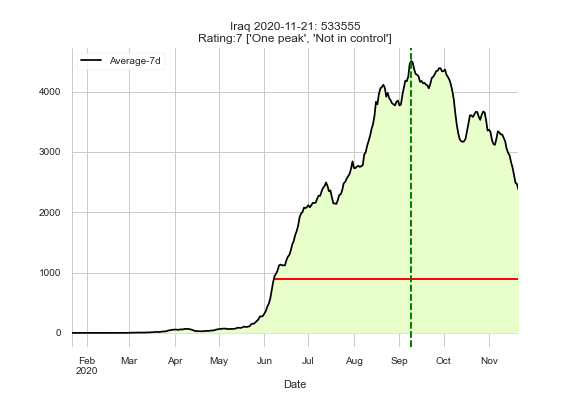 Iraq 2020-11-21: 533555
Rating:7 ['One peak', 'Not in control']
Average-7d
4000
3000
2000
1000
0
Feb Mar Apr May Jun Jul Aug Sep Oct Nov
2020
Date